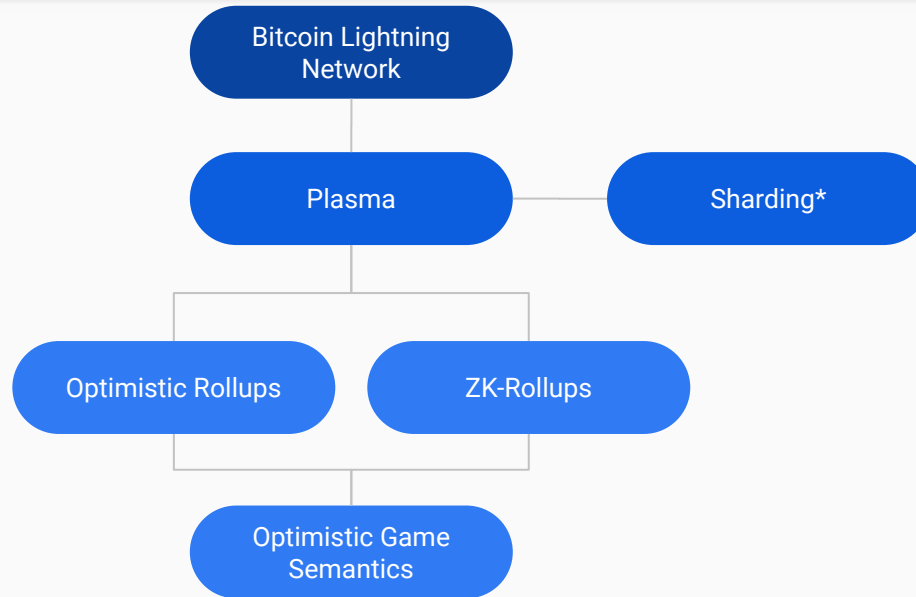 Bitcoin Lightning
Network
Plasma
Sharding*
Optimistic Rollups
ZK-Rollups
Optimistic Game
Semantics